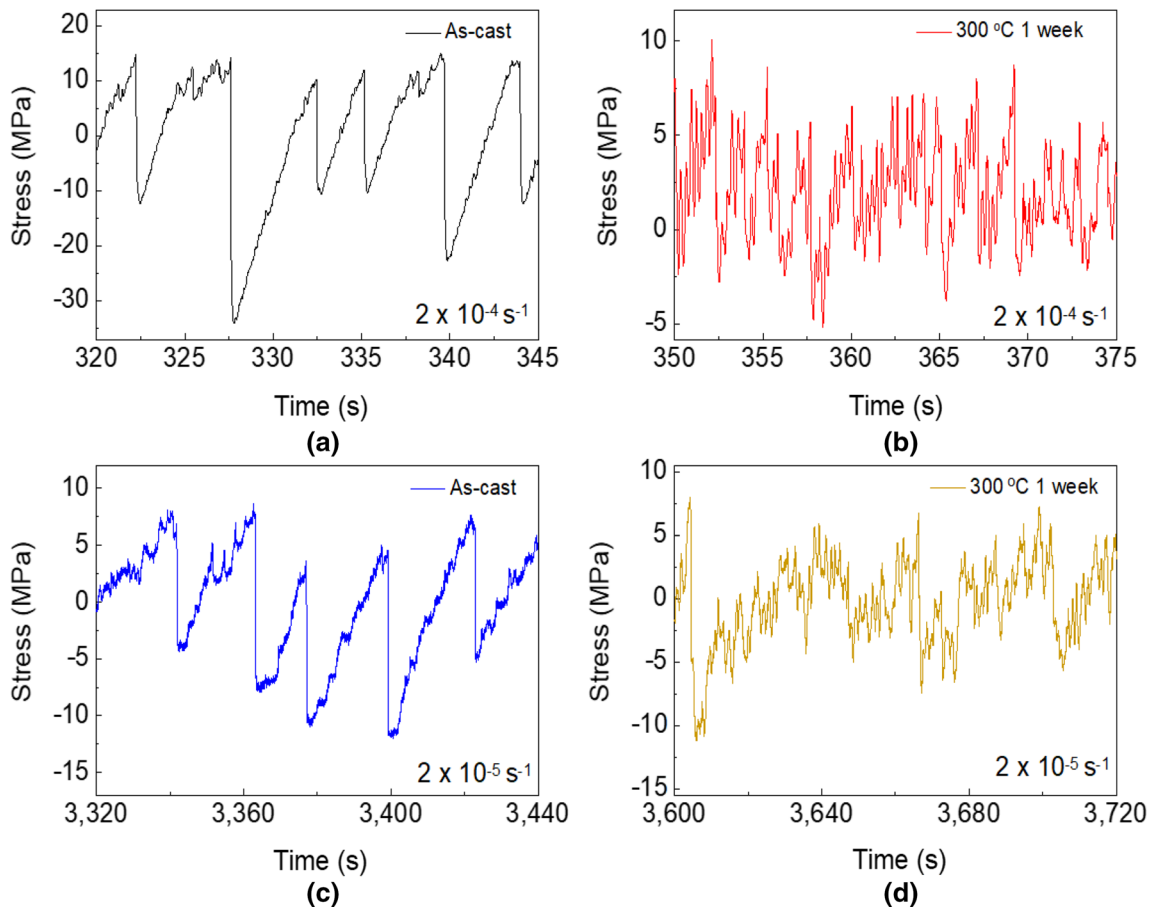 As-cast
20
10
0
-10
-20
-30
Stress (MPa)
2 x 10-4 s-1
320 325 330 335 340 345
Time (s)
(a)
300 oC 1 week
10
5
0
-5
Stress (MPa)
2 x 10-4 s-1
350 355 360 365 370 375
Time (s)
(b)
As-cast
10
5
0
-5
-10
-15
Stress (MPa)
2 x 10-5 s-1
3,320 3,360 3,400 3,440
Time (s)
(c)
300 OC 1 week
10
5
0
-5
-10
-15
Stress (MPa)
2 x 10-5 s-1
3,600 3,640 3,680 3,720
Time (s)
(d)